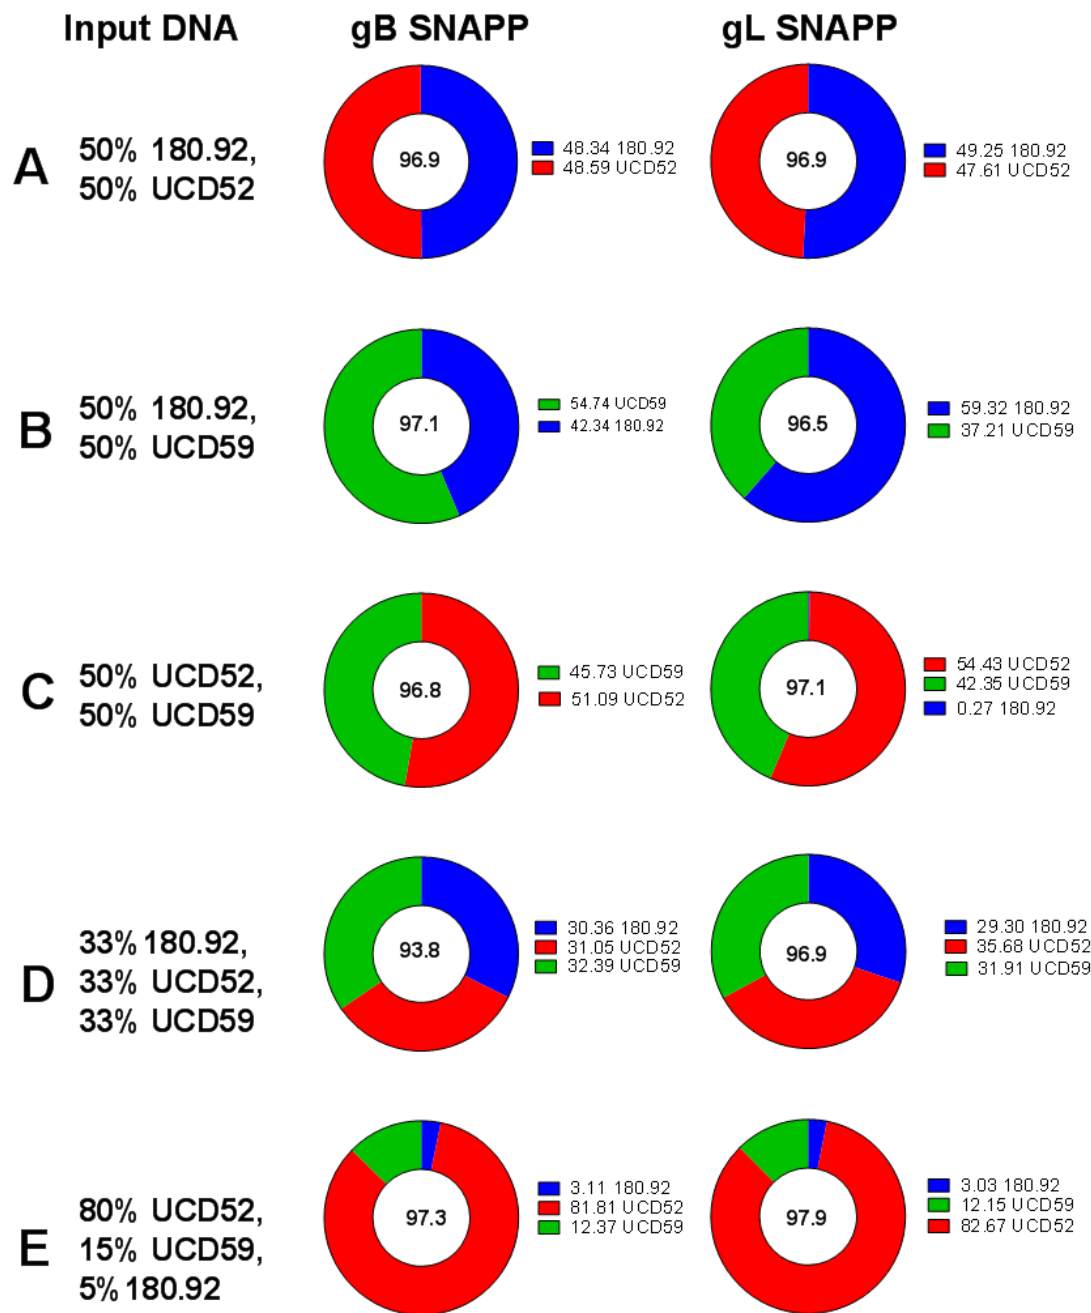 Input DNA gB SNAPP gL SNAPP
A
50% 180.92,
50% UCD52
96.9
48.34 180.92
48.59 UCD52
96.9
49.25 180.92
47.61 UCD52
B
50% 180.92,
50% UCD59
97.1
54.74 UCD59
42.34 180.92
96.5
59.32 180.92
37.21 UCD59
C
50% UCD52,
50% UCD59
96.8
45.73 UCD59
51.09 UCD52
97.1
54.43 UCD52
42.35 UCD59
0.27 180.92
D
33% 180.92,
33% UCD52,
33% UCD59
93.8
30.36 180.92
31.05 UCD52
32.39 UCD59
96.9
29.30 180.92
35.68 UCD52
31.91 UCD59
E
80% UCD52,
15% UCD59,
5% 180.92
97.3
3.11 180.92
81.81 UCD52
12.37 UCD59
97.9
3.03 180.92
12.15 UCD59
82.67 UCD52